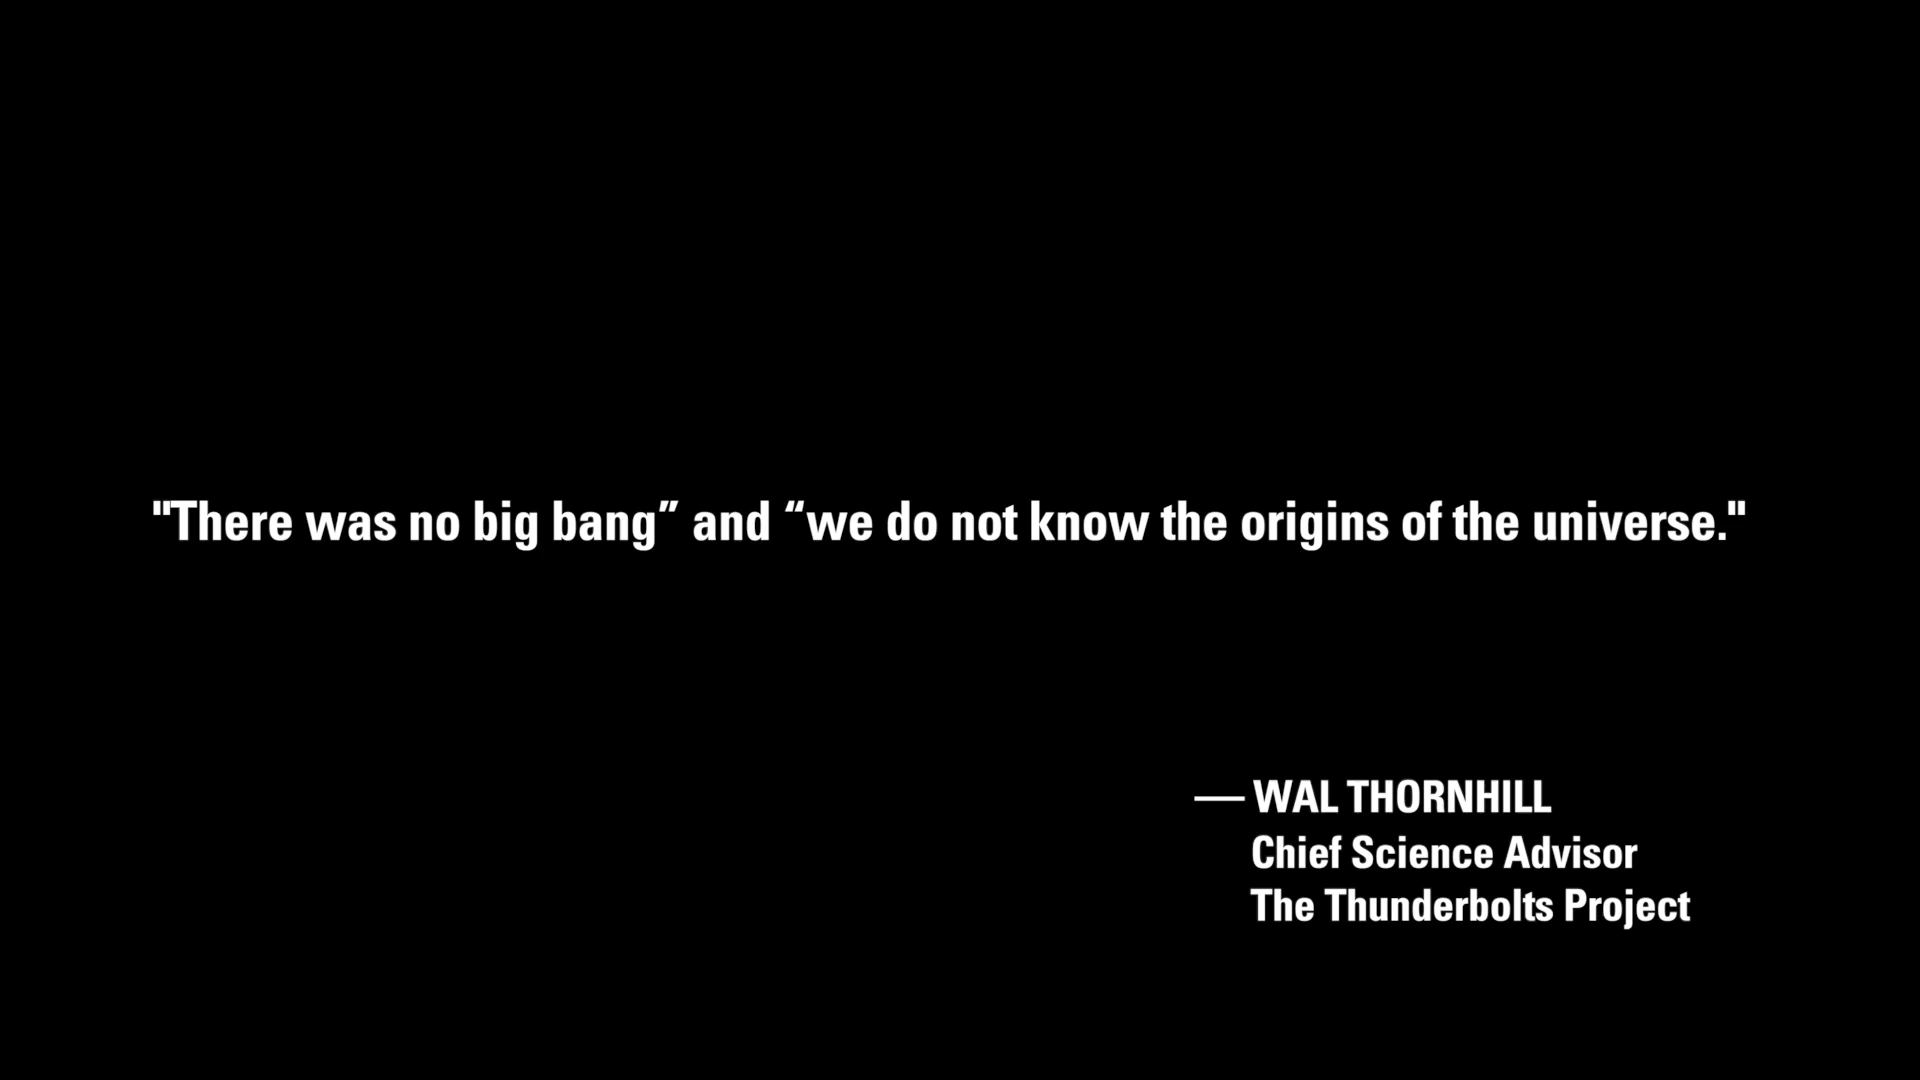 "There was no big bang” and “we do not know the origins of the universe."
— WAL THORNHILL
Chief Science Advisor
The Thunderbolts Project